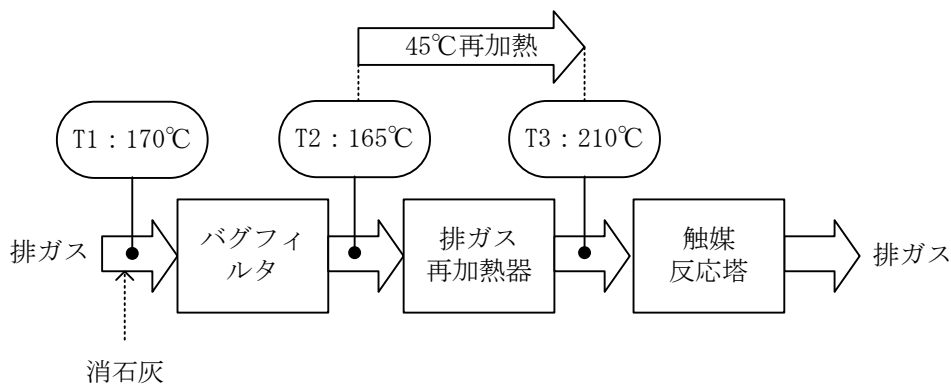 45℃再加熱
T1：170℃
T2：165℃
T3：210℃
排ガス
バグフィ
ルタ
排ガス
再加熱器
触媒
反応塔
排ガス
消石灰